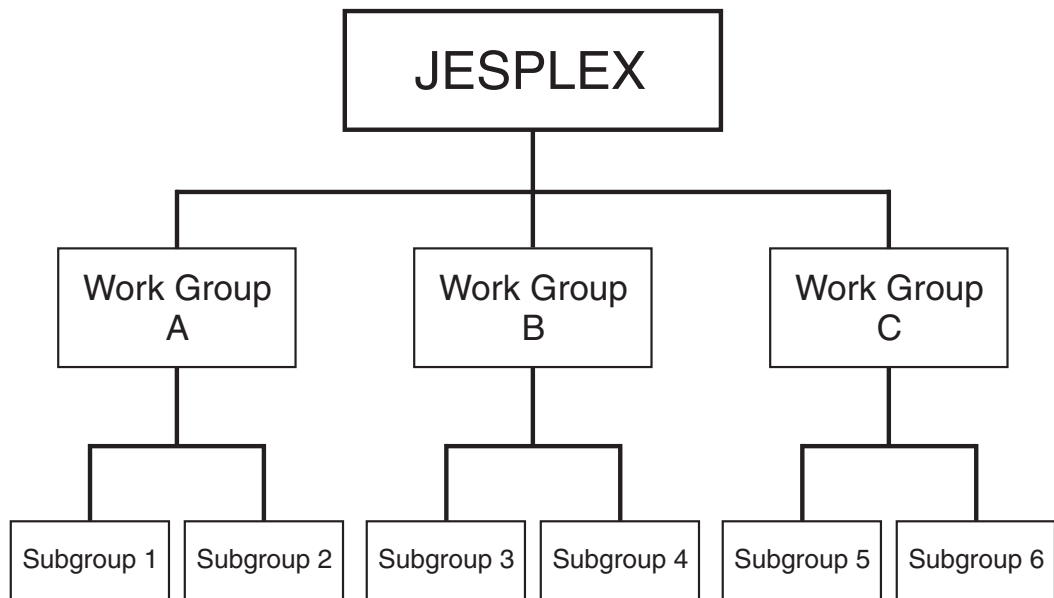 JESPLEX
Work Group
A
Work Group
B
Work Group
C
Subgroup 1
Subgroup 2
Subgroup 3
Subgroup 4
Subgroup 5
Subgroup 6